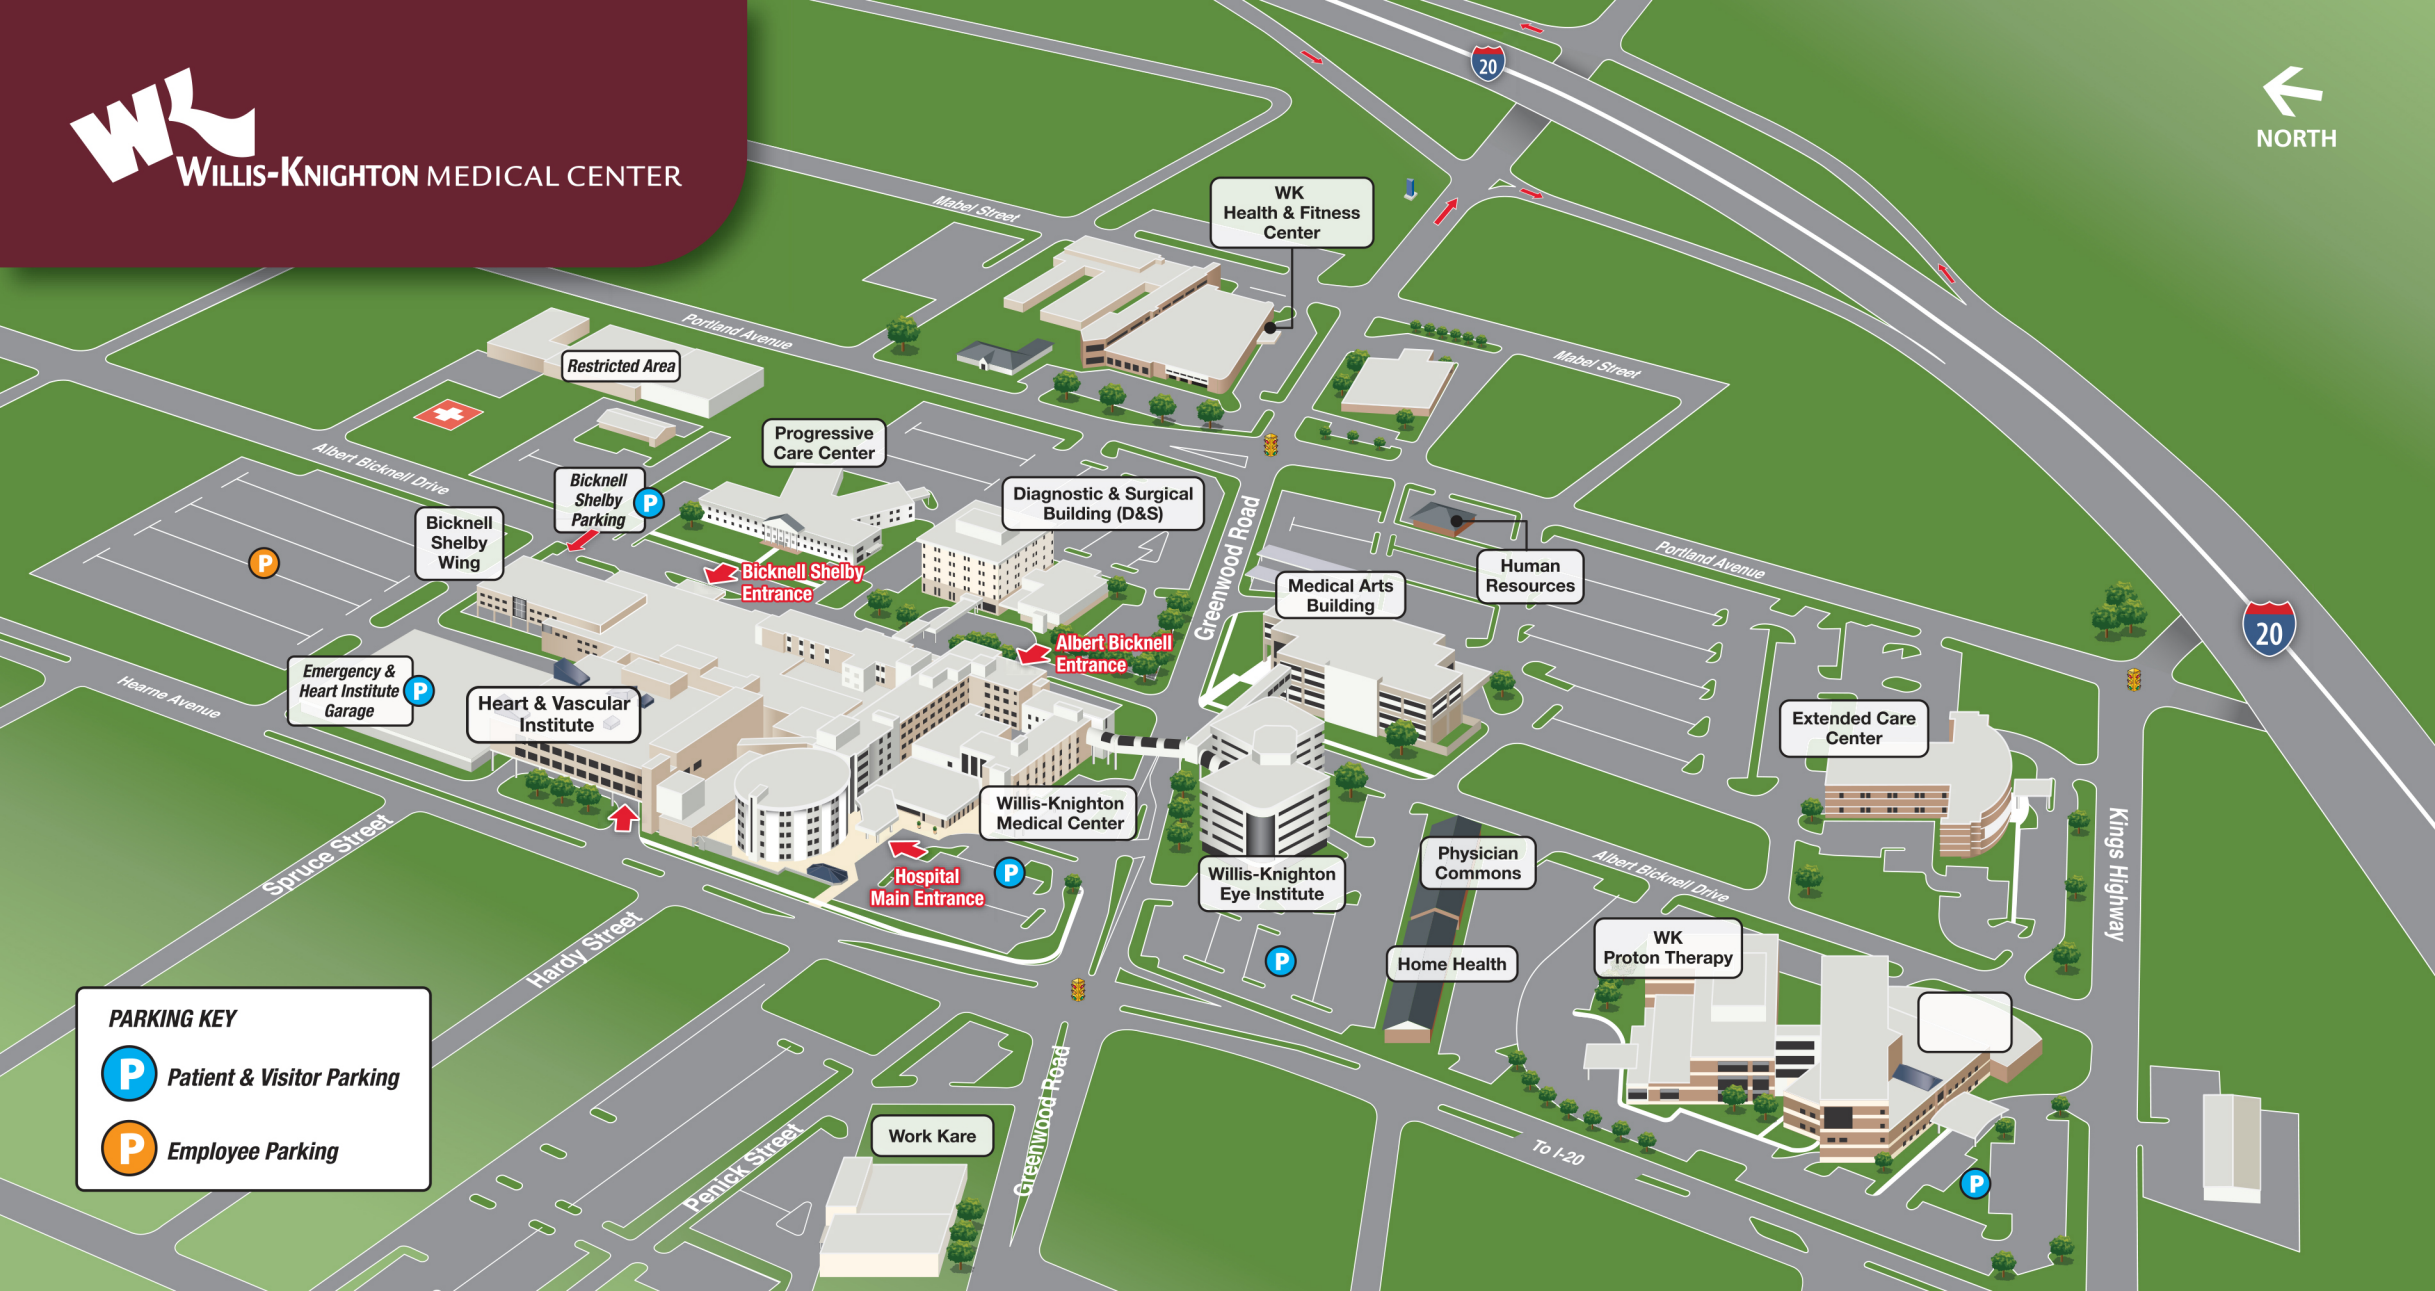 WILLIS-KNIGHTON MEDICAL CENTER
20
NORTH
WK
Health & Fitness
Center
Mabel Street
Portland Avenue
Mabel Street
Restricted Area
Progressive
Care Center
Albert Bicknell Drive
Bicknell
Shelby
Parking
P
Diagnostic & Surgical
Building (D&S)
Bicknell
Shelby
Wing
P
Greenwood Road
Human
Resources
Portland Avenue
Bicknell Shelby
Entrance
Medical Arts
Building
20
Albert Bicknell
Entrance
Emergency &
Heart Institute
Garage
P
Hearne Avenue
Heart & Vascular
Institute
Extended Care
Center
Willis-Knighton
Medical Center
Kings Highway
Spruce Street
Hospital
Main Entrance
P
Willis-Knighton
Eye Institute
Physician
Commons
Albert Bicknell Drive
Hardy Street
P
Home Health
WK
Proton Therapy
PARKING KEY
P Patient & Visitor Parking
P Employee Parking
Greenwood Road
Work Kare
Penick Street
To I-20
P